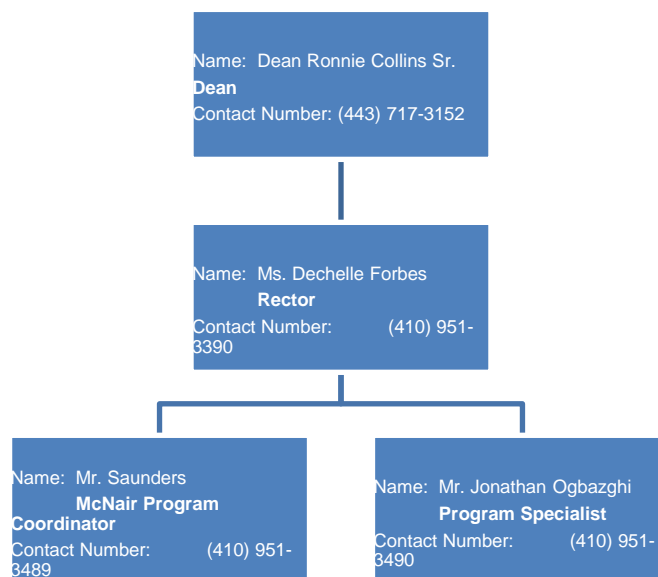 Name: Dean Ronnie Collins Sr.
Dean
Contact Number: (443) 717-3152
Name: Ms. Dechelle Forbes
Rector
Contact Number: (410) 951-
3390
Name: Mr. Saunders
McNair Program
Coordinator
Contact Number: (410) 951-
3489
Name: Mr. Jonathan Ogbazghi
Program Specialist
Contact Number: (410) 951-
3490